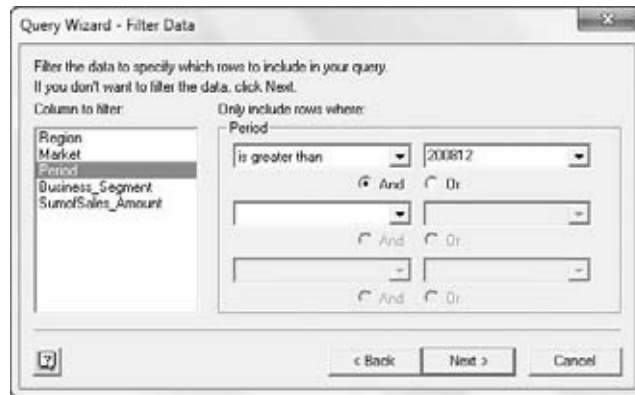 Query Wizard - Filter Data
Filter the data to specify which rows to include in your query.
If you don't want to filter the data, click Next.
Column to filter:
Only include rows where:
Region
Market
Period
Business_Segment
SumofSales_Amount
Period
is greater than
200812
And
Or
And
Or
And
Or
?
< Back
Next >
Cancel